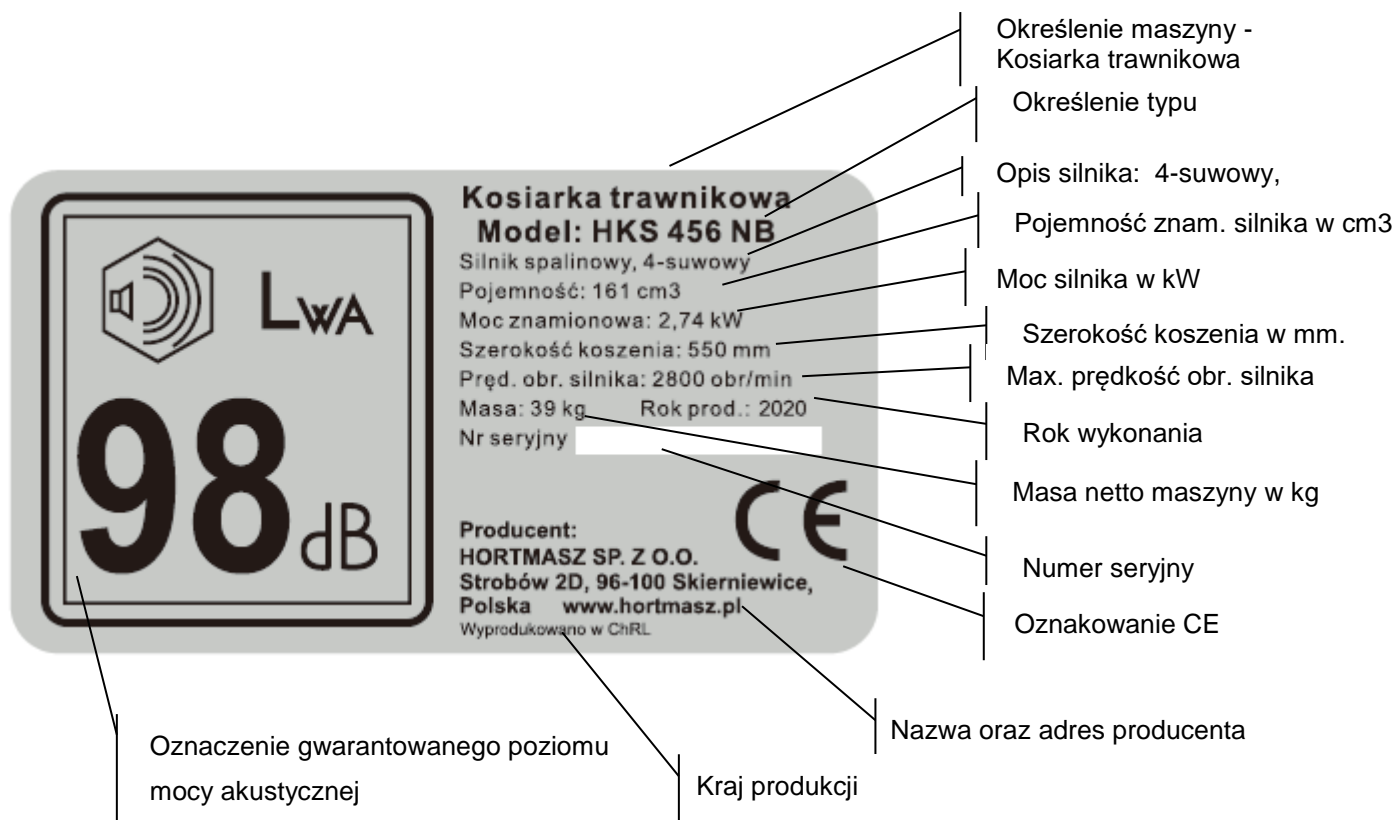 Określenie maszyny -
Kosiarka trawnikowa
Określenie typu
Opis silnika: 4-suwowy,
Pojemność znam. silnika w cm3
Moc silnika w kW
Szerokość koszenia w mm.
Max. prędkość obr. silnika
Rok wykonania
Masa netto maszyny w kg
Numer seryjny
Oznakowanie CE
Nazwa oraz adres producenta
Kraj produkcji
Oznaczenie gwarantowanego poziomu
mocy akustycznej
LWA
98 dB
Kosiarka trawnikowa
Model: HKS 456 NB
Silnik spalinowy, 4-suwowy
Pojemność: 161 cm3
Moc znamionowa: 2,74 kW
Szerokość koszenia: 550 mm
Pręd. obr. silnika: 2800 obr/min
Masa: 39 kg Rok prod.: 2020
Nr seryjny
CE
Producent:
HORTMASZ SP. Z O.O.
Strobów 2D, 96-100 Skierniewice,
Polska www.hortmasz.pl
Wyprodukowano w ChRL